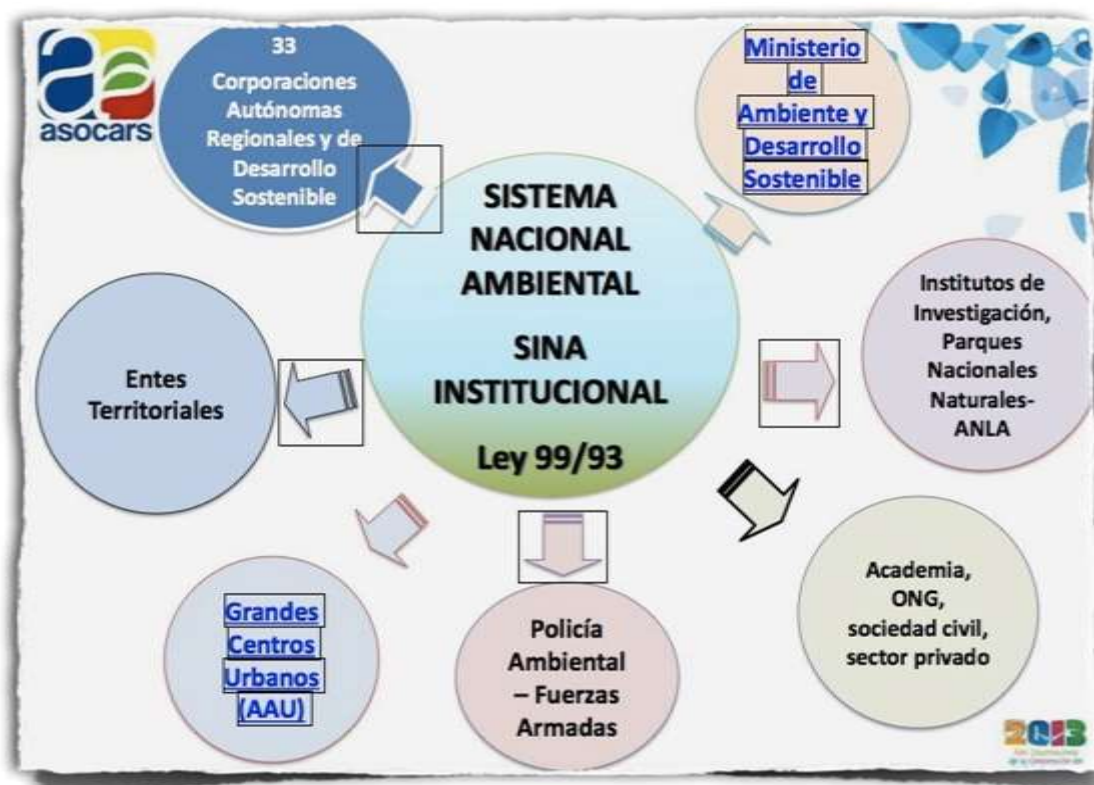 asocars
33
Corporaciones
Autónomas
Regionales y de
Desarrollo
Sostenible
Ministerio
de
Ambiente y
Desarrollo
Sostenible
SISTEMA
NACIONAL
AMBIENTAL
SINA
INSTITUCIONAL
Ley 99/93
Institutos de
Investigación,
Parques
Nacionales
Naturales-
ANLA
Entes
Territoriales
Academia,
ONG,
sociedad civil,
sector privado
Grandes
Centros
Urbanos
(AAU)
Policía
Ambiental
– Fuerzas
Armadas
2013